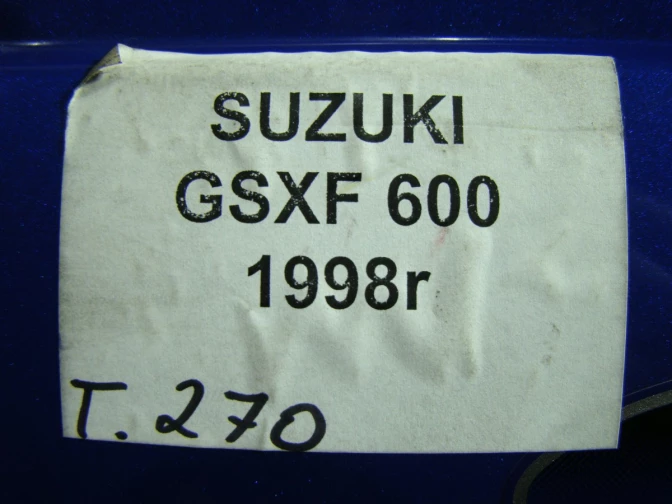 SUZUKI
GSXF 600
1998r
T. 270